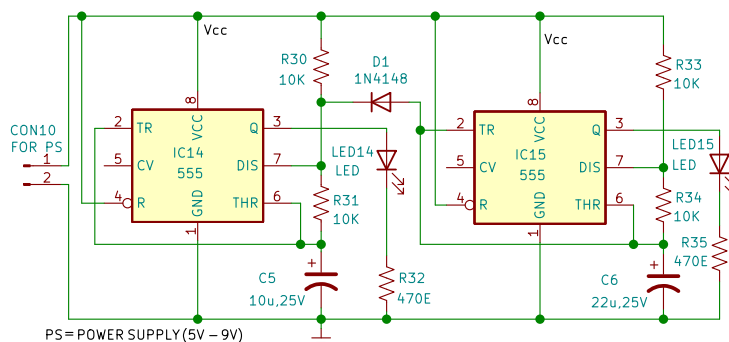 Vcc
Vcc
R30
10K
D1
1N4148
R33
10K
CON10
FOR PS
1
2
2
TR
8
VCC
Q
3
5
CV
IC14
555
DIS
7
4
R
GND
1
THR
6
LED14
LED
R31
10K
2
TR
8
VCC
Q
3
5
CV
IC15
555
DIS
7
4
R
GND
1
THR
6
LED15
LED
R34
10K
+
C5
10u,25V
R32
470E
+
C6
22u,25V
R35
470E
PS=POWER SUPPLY(5V–9V)